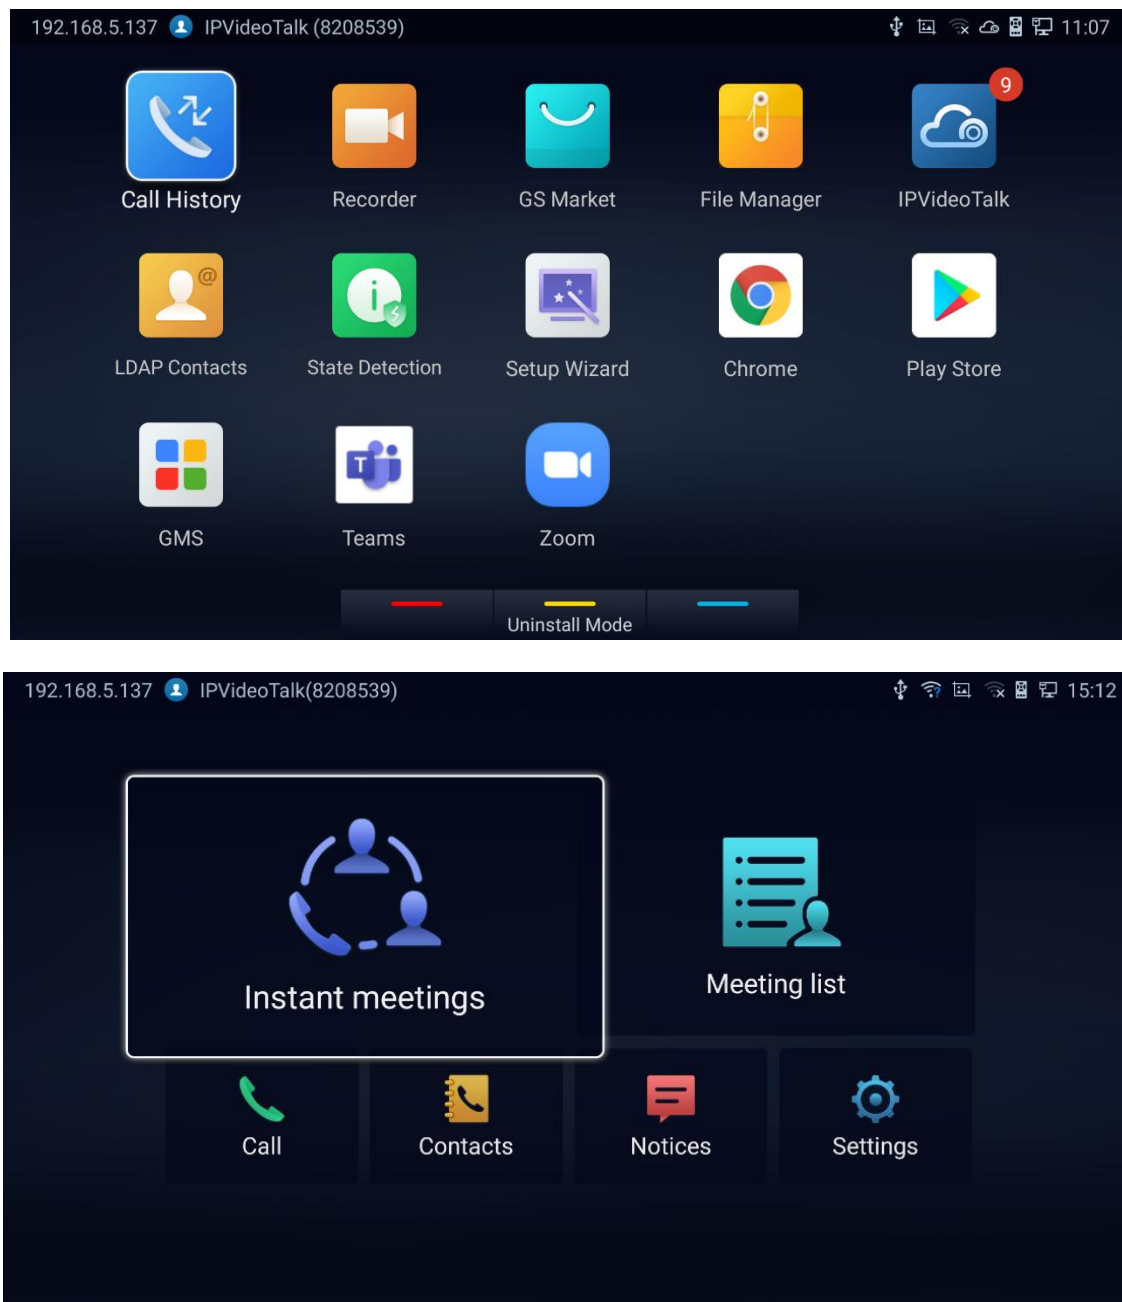 192.168.5.137 IPVideoTalk (8208539) 11:07
9
Call History Recorder GS Market File Manager IPVideoTalk
@
i
LDAP Contacts State Detection Setup Wizard Chrome Play Store
T
GMS Teams Zoom
Uninstall Mode
192.168.5.137 IPVideoTalk(8208539) 15:12
Instant meetings Meeting list
Call Contacts Notices Settings